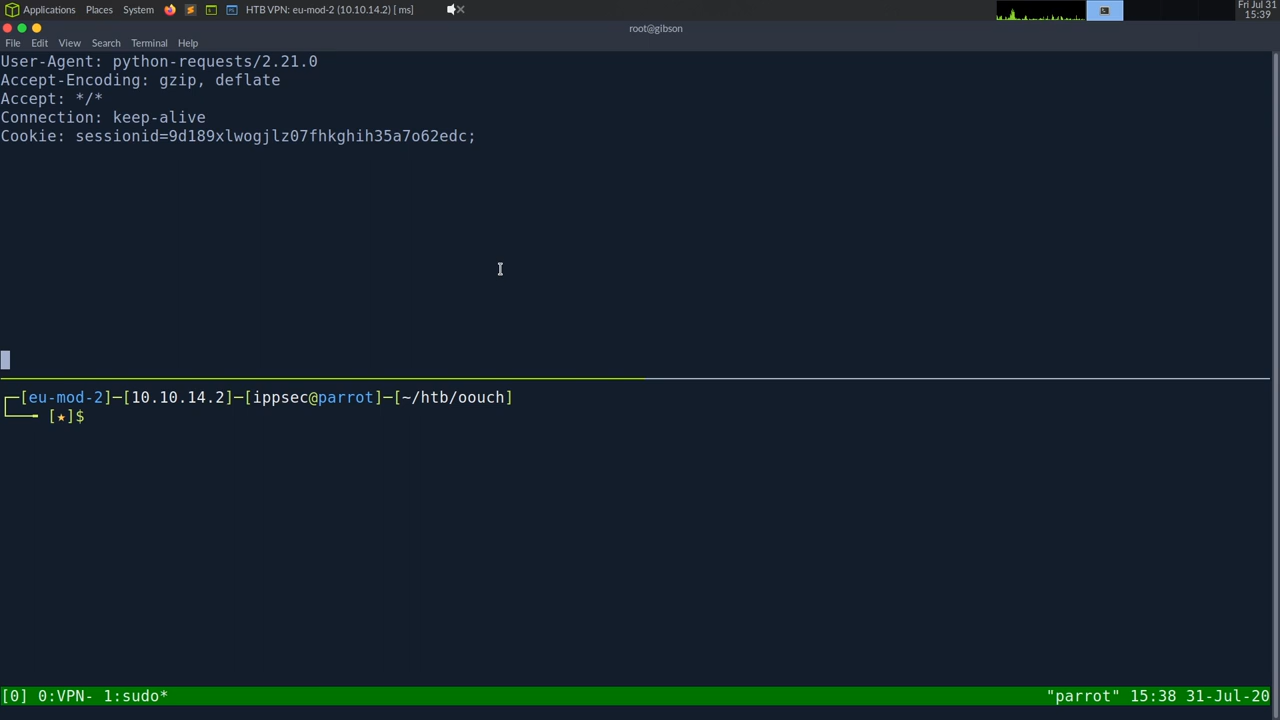 Applications Places System HTB VPN: eu-mod-2 (10.10.14.2) [ms] Fri Jul 31
15:39
root@gibson
File Edit View Search Terminal Help
User-Agent: python-requests/2.21.0
Accept-Encoding: gzip, deflate
Accept: */*
Connection: keep-alive
Cookie: sessionid=9d189xlwogjlz07fhkghih35a7o62edc;
┌─[eu-mod-2]─[10.10.14.2]─[ippsec@parrot]─[~/htb/oouch]
└──╼ [★]$
[0] 0:VPN- 1:sudo* "parrot" 15:38 31-Jul-20